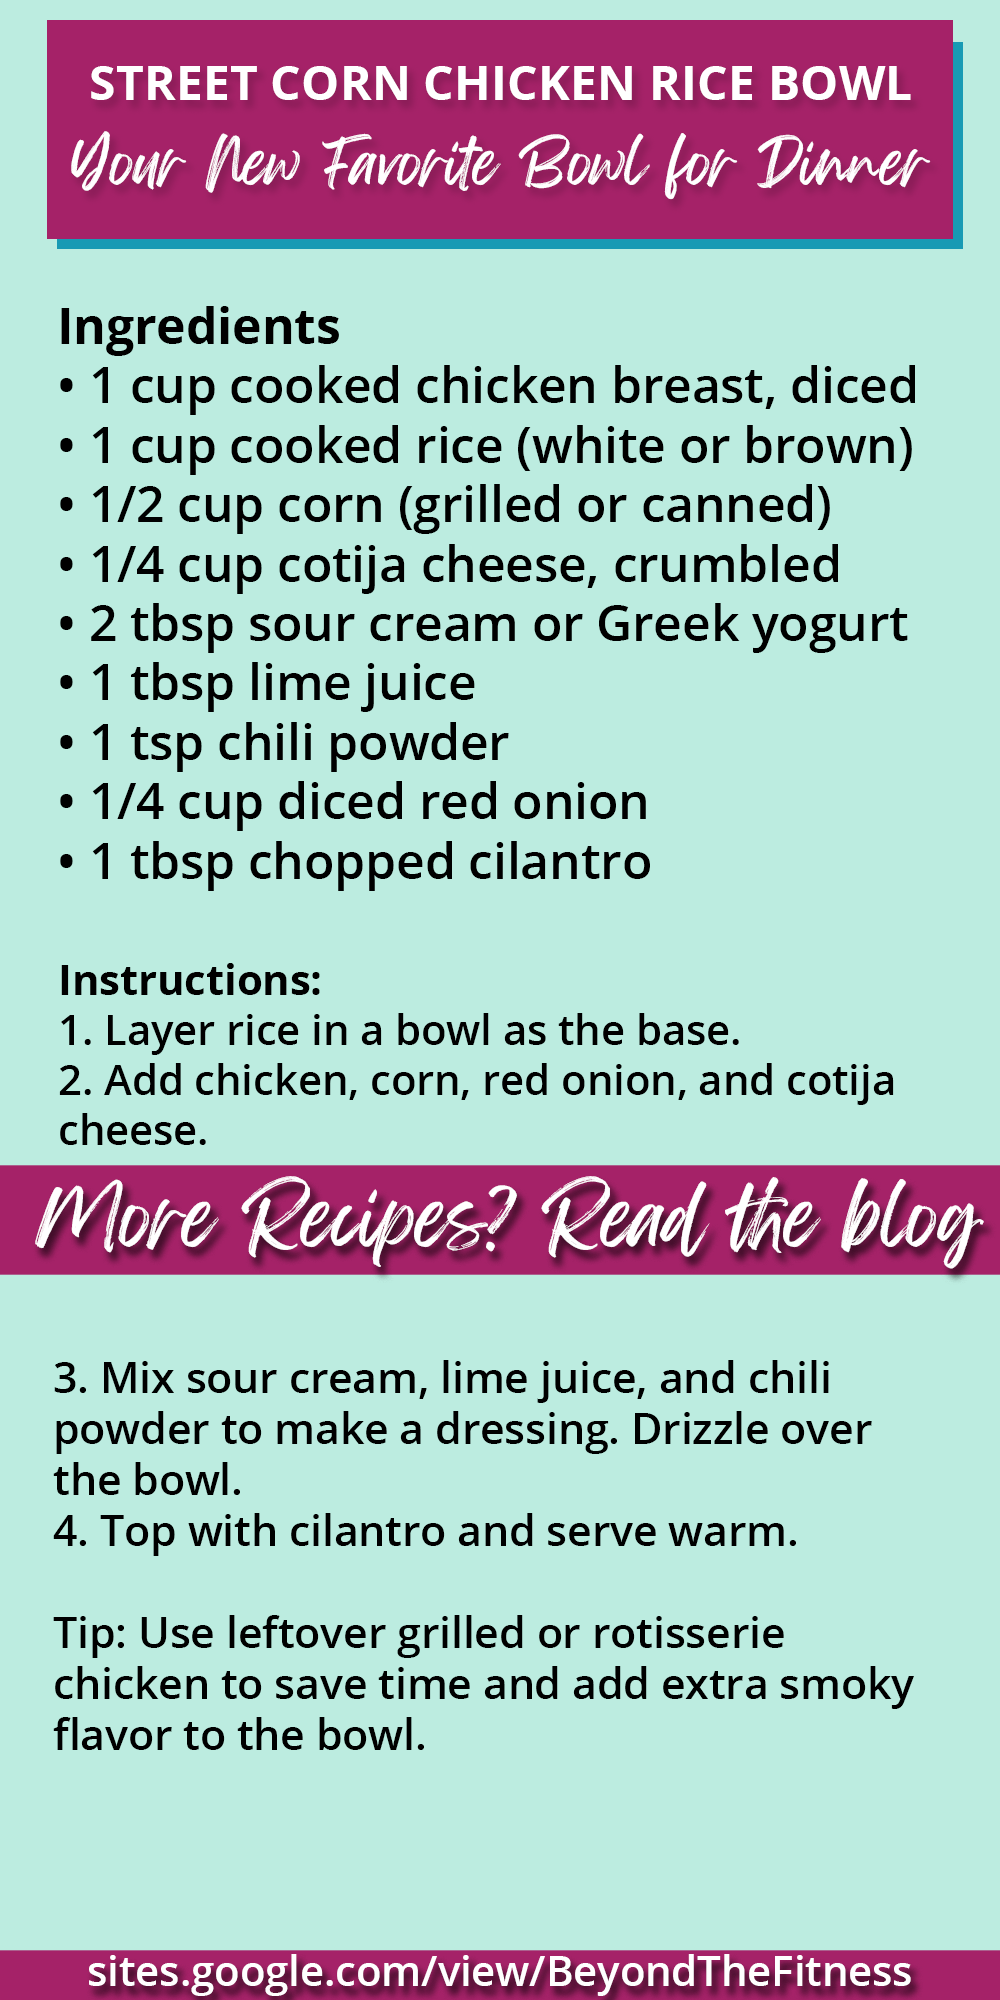 STREET CORN CHICKEN RICE BOWL
Your New Favorite Bowl for Dinner
Ingredients
• 1 cup cooked chicken breast, diced
• 1 cup cooked rice (white or brown)
• 1/2 cup corn (grilled or canned)
• 1/4 cup cotija cheese, crumbled
• 2 tbsp sour cream or Greek yogurt
• 1 tbsp lime juice
• 1 tsp chili powder
• 1/4 cup diced red onion
• 1 tbsp chopped cilantro
Instructions:
1. Layer rice in a bowl as the base.
2. Add chicken, corn, red onion, and cotija
cheese.
More Recipes? Read the blog
3. Mix sour cream, lime juice, and chili
powder to make a dressing. Drizzle over
the bowl.
4. Top with cilantro and serve warm.
Tip: Use leftover grilled or rotisserie
chicken to save time and add extra smoky
flavor to the bowl.
sites.google.com/view/BeyondTheFitness